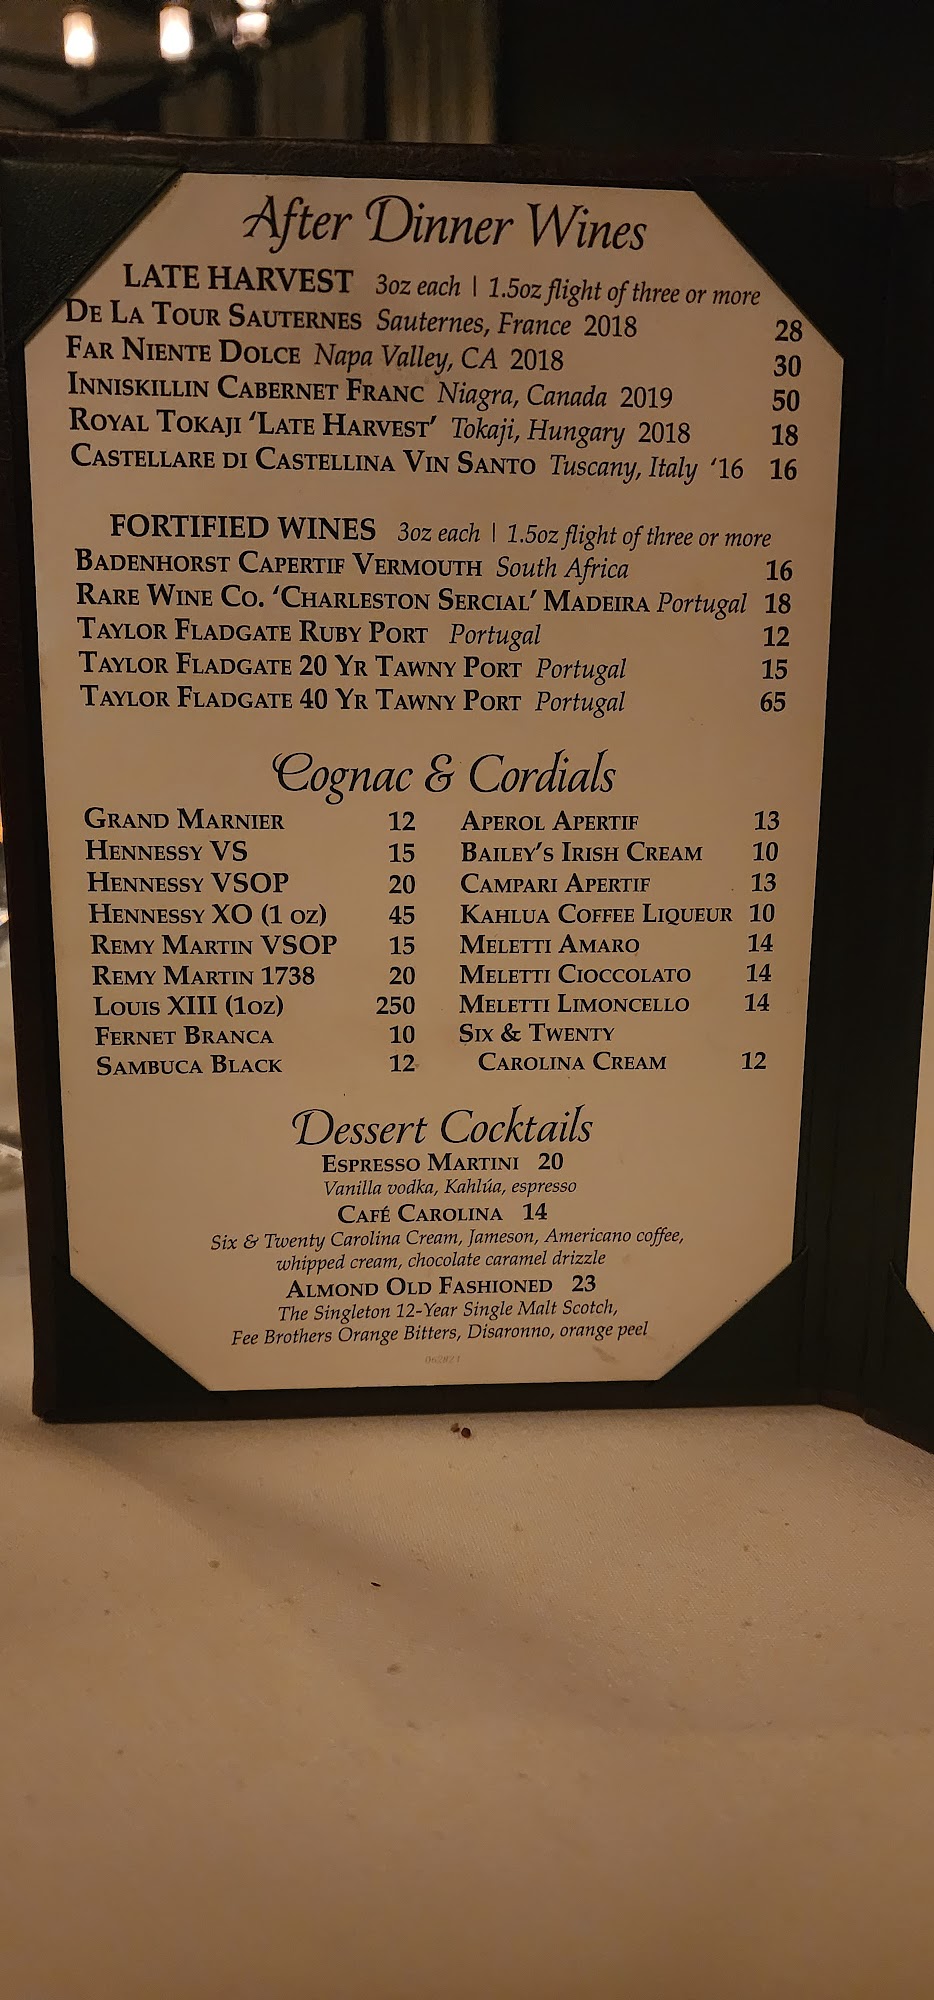 After Dinner Wines
LATE HARVEST 3oz each | 1.5oz flight of three or more
DE LA TOUR SAUTERNES Sauternes, France 2018 28
FAR NIENTE DOLCE Napa Valley, CA 2018 30
INNISKILLIN CABERNET FRANC Niagra, Canada 2019 50
ROYAL TOKAJI ‘LATE HARVEST’ Tokaji, Hungary 2018 18
CASTELLARE DI CASTELLINA VIN SANTO Tuscany, Italy ‘16 16
FORTIFIED WINES 3oz each | 1.5oz flight of three or more
BADENHORST CAPERTIF VERMOUTH South Africa 16
RARE WINE CO. ‘CHARLESTON SERCIAL’ MADEIRA Portugal 18
TAYLOR FLADGATE RUBY PORT Portugal 12
TAYLOR FLADGATE 20 YR TAWNY PORT Portugal 15
TAYLOR FLADGATE 40 YR TAWNY PORT Portugal 65
Cognac & Cordials
GRAND MARNIER 12
HENNESSY VS 15
HENNESSY VSOP 20
HENNESSY XO (1 OZ) 45
REMY MARTIN VSOP 15
REMY MARTIN 1738 20
LOUIS XIII (1OZ) 250
FERNET BRANCA 10
SAMBUCA BLACK 12
APEROL APERTIF 13
BAILEY’S IRISH CREAM 10
CAMPARI APERTIF 13
KAHLUA COFFEE LIQUEUR 10
MELETTI AMARO 14
MELETTI CIOCCOLATO 14
MELETTI LIMONCELLO 14
SIX & TWENTY
CAROLINA CREAM 12
Dessert Cocktails
ESPRESSO MARTINI 20
Vanilla vodka, Kahlúa, espresso
CAFÉ CAROLINA 14
Six & Twenty Carolina Cream, Jameson, Americano coffee,
whipped cream, chocolate caramel drizzle
ALMOND OLD FASHIONED 23
The Singleton 12-Year Single Malt Scotch,
Fee Brothers Orange Bitters, Disaronno, orange peel